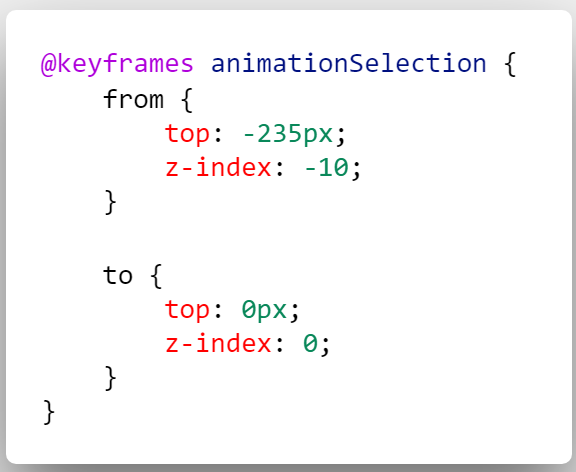 @keyframes animationSelection {
    from {
        top: -235px;
        z-index: -10;
    }

    to {
        top: 0px;
        z-index: 0;
    }
}